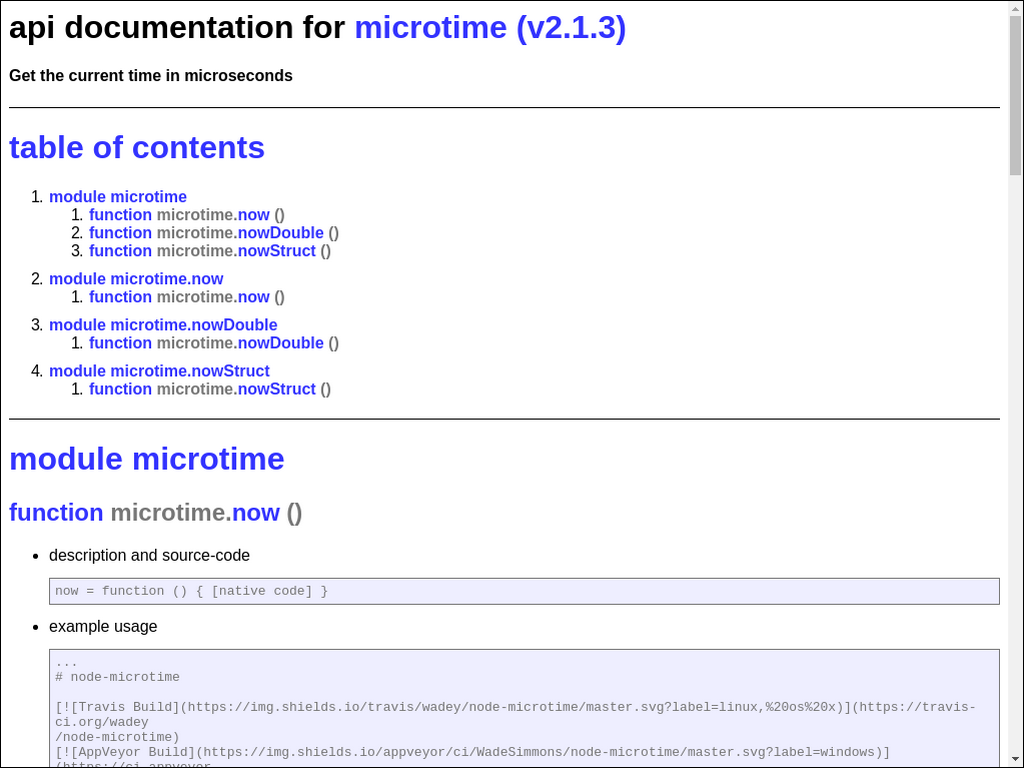 api documentation for microtime (v2.1.3)
Get the current time in microseconds
table of contents
1. module microtime
1. function microtime.now ()
2. function microtime.nowDouble ()
3. function microtime.nowStruct ()
2. module microtime.now
1. function microtime.now ()
3. module microtime.nowDouble
1. function microtime.nowDouble ()
4. module microtime.nowStruct
1. function microtime.nowStruct ()
module microtime
function microtime.now ()
• description and source-code
now = function () { [native code] }
• example usage
...
# node-microtime
[![Travis Build](https://img.shields.io/travis/wadey/node-microtime/master.svg?label=linux,%20os%20x)](https://travis-
ci.org/wadey
/node-microtime)
[![AppVeyor Build](https://img.shields.io/appveyor/ci/WadeSimmons/node-microtime/master.svg?label=windows)]
(https://ci.appveyor